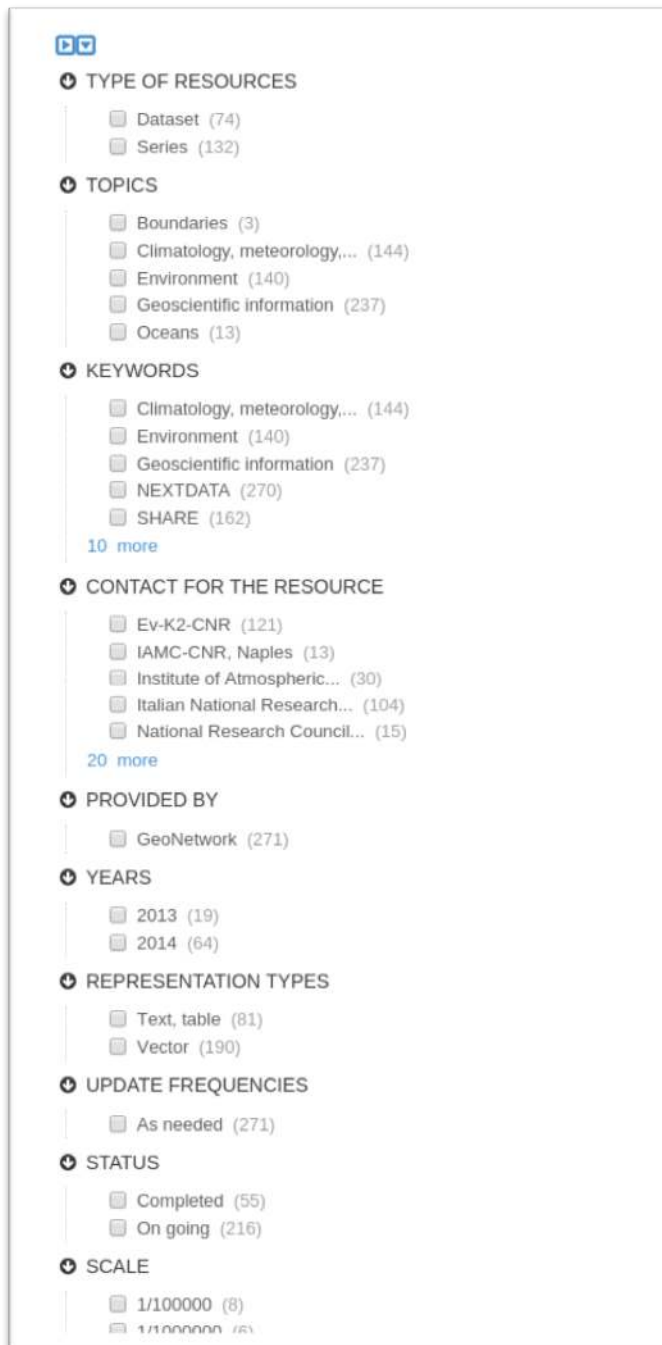 TYPE OF RESOURCES
Dataset (74)
Series (132)
TOPICS
Boundaries (3)
Climatology, meteorology,... (144)
Environment (140)
Geoscientific information (237)
Oceans (13)
KEYWORDS
Climatology, meteorology,... (144)
Environment (140)
Geoscientific information (237)
NEXTDATA (270)
SHARE (162)
10 more
CONTACT FOR THE RESOURCE
Ev-K2-CNR (121)
IAMC-CNR, Naples (13)
Institute of Atmospheric... (30)
Italian National Research... (104)
National Research Council... (15)
20 more
PROVIDED BY
GeoNetwork (271)
YEARS
2013 (19)
2014 (64)
REPRESENTATION TYPES
Text, table (81)
Vector (190)
UPDATE FREQUENCIES
As needed (271)
STATUS
Completed (55)
On going (216)
SCALE
1/100000 (8)
1/1000000 (6)